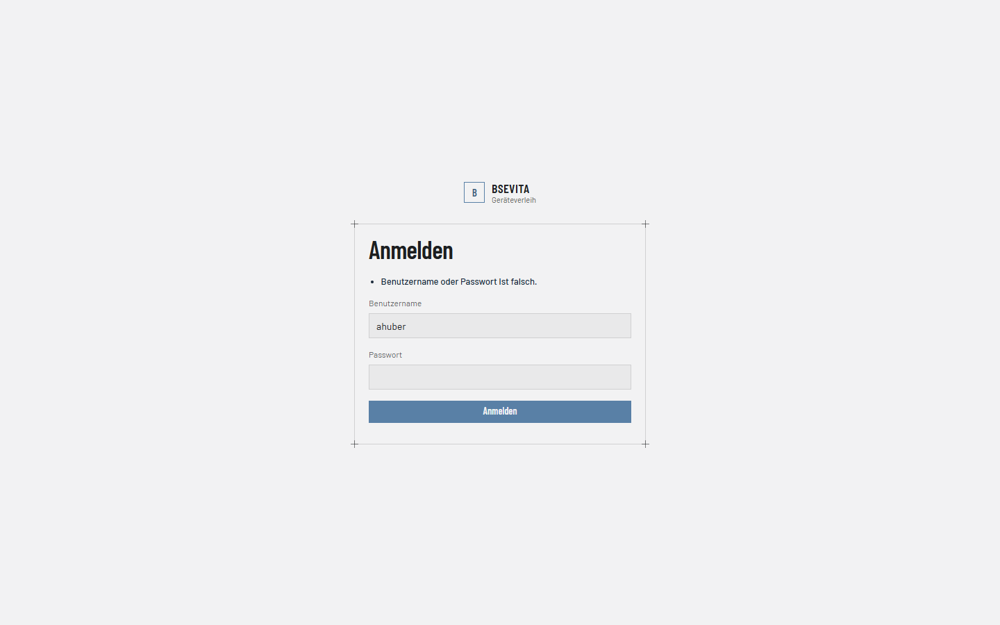 B
BSEVITA
Geräteverleih
Anmelden
Benutzername oder Passwort ist falsch.
Benutzername
ahuber
Passwort
Anmelden